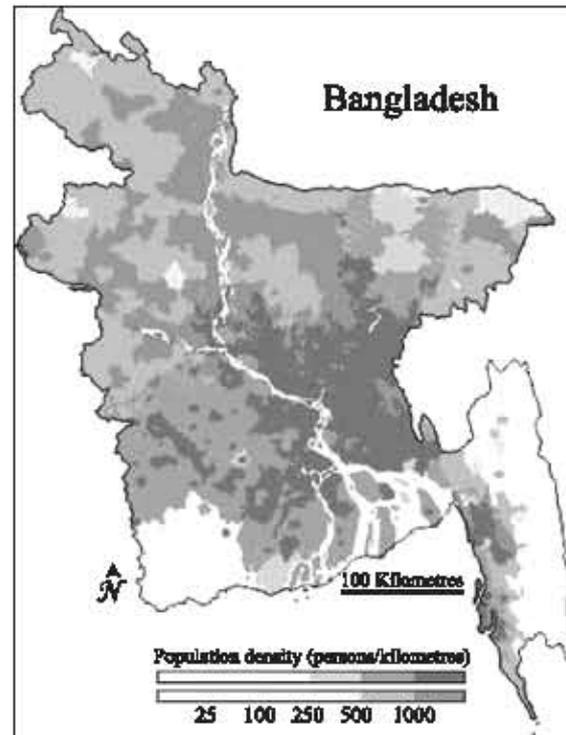 Bangladesh
N
100 Kilometres
Population density (persons/kilometres)
25 100 250 500 1000